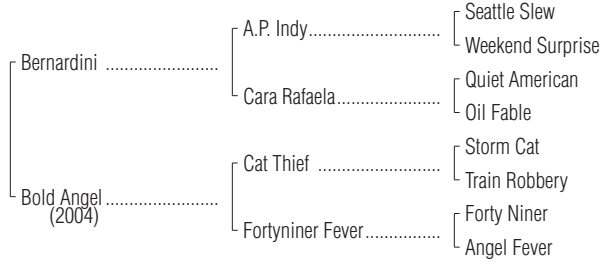 Seattle Slew
A.P. Indy..............................
Weekend Surprise
Bernardini .........................
Quiet American
Cara Rafaela........................
Oil Fable
Storm Cat
Cat Thief ............................
Train Robbery
Bold Angel.........................
(2004)
Forty Niner
Fortyniner Fever.................
Angel Fever